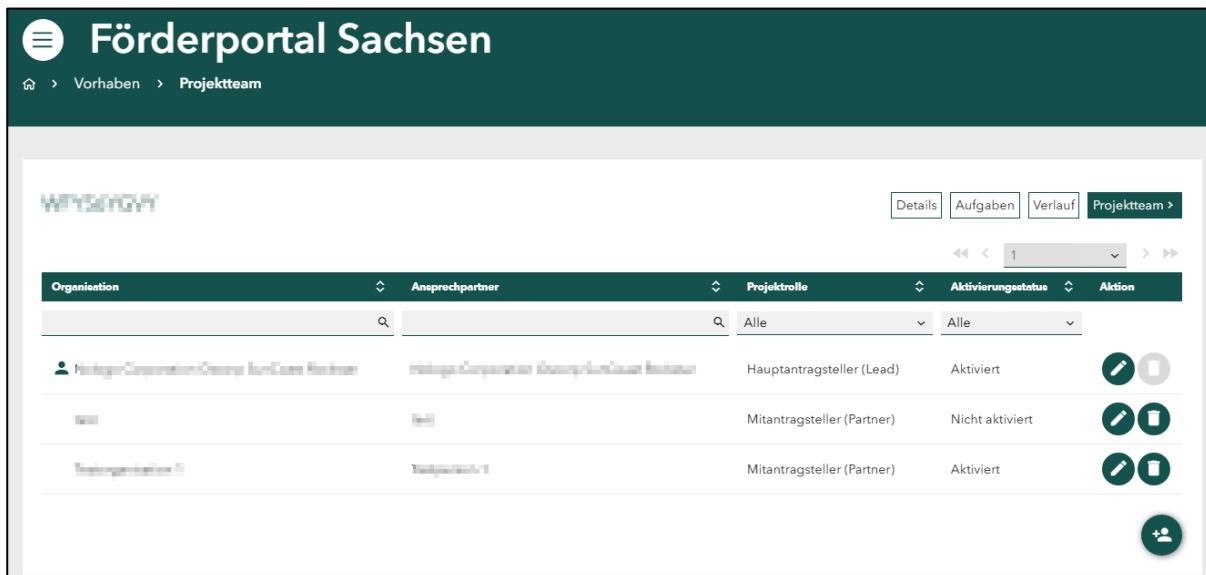 Förderportal Sachsen
Vorhaben > Projektteam
Details Aufgaben Verlauf Projektteam >
1
Organisation Ansprechpartner Projektrolle Aktivierungsstatus Aktion
Alle Alle
Hauptantragsteller (Lead) Aktiviert
Mitantragsteller (Partner) Nicht aktiviert
Mitantragsteller (Partner) Aktiviert